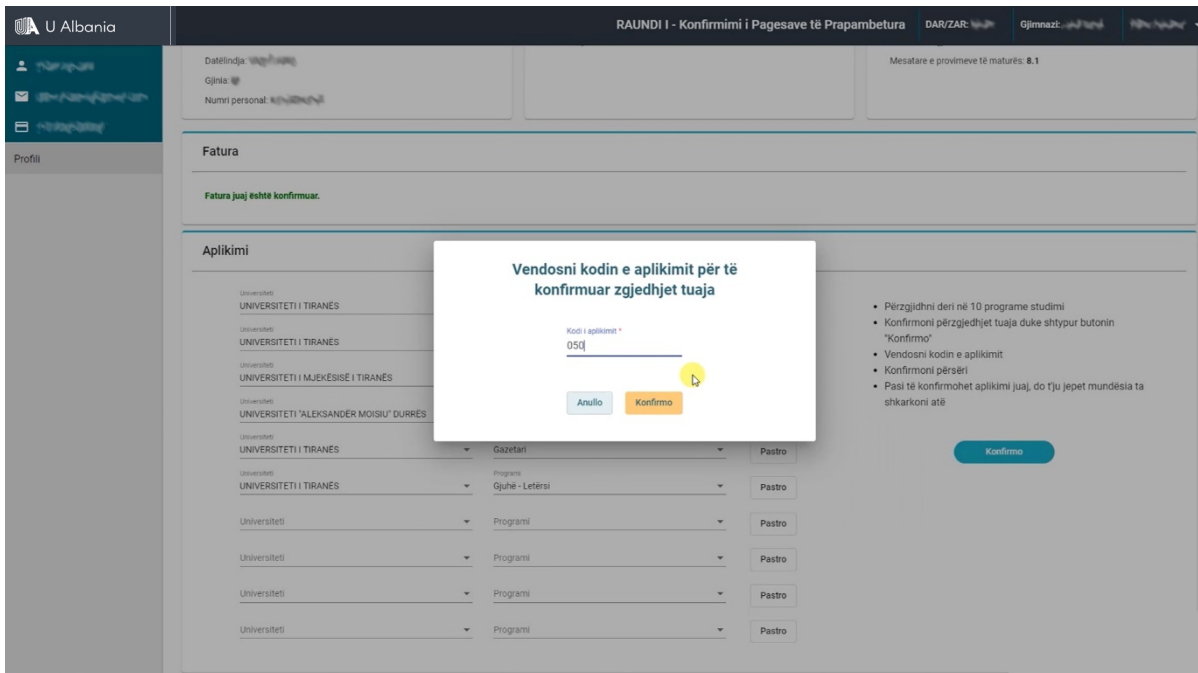 U Albania
RAUNDI I - Konfirmimi i Pagesave të Prapambetura
DAR/ZAR:
Gjimnazi:
Profili
Datëlindja:
Gjinia:
Numri personal:
Mesatare e provimeve të maturës: 8.1
Fatura
Fatura juaj është konfirmuar.
Aplikimi
Vendosni kodin e aplikimit për të
konfirmuar zgjedhjet tuaja
Kodi i aplikimit *
050
Anullo Konfirmo
Universiteti
UNIVERSITETI I TIRANËS
Universiteti
UNIVERSITETI I TIRANËS
Universiteti
UNIVERSITETI I MJEKËSISË I TIRANËS
Universiteti
UNIVERSITETI "ALEKSANDËR MOISIU" DURRËS
Universiteti
UNIVERSITETI I TIRANËS Gazetari Pastro
Universiteti Programi
UNIVERSITETI I TIRANËS Gjuhë - Letërsi Pastro
Universiteti Programi Pastro
Universiteti Programi Pastro
Universiteti Programi Pastro
Universiteti Programi Pastro
• Përzgjidhni deri në 10 programe studimi
• Konfirmoni përzgjedhjet tuaja duke shtypur butonin
"Konfirmo"
• Vendosni kodin e aplikimit
• Konfirmoni përsëri
• Pasi të konfirmohet aplikimi juaj, do t'ju jepet mundësia ta
shkarkoni atë
Konfirmo